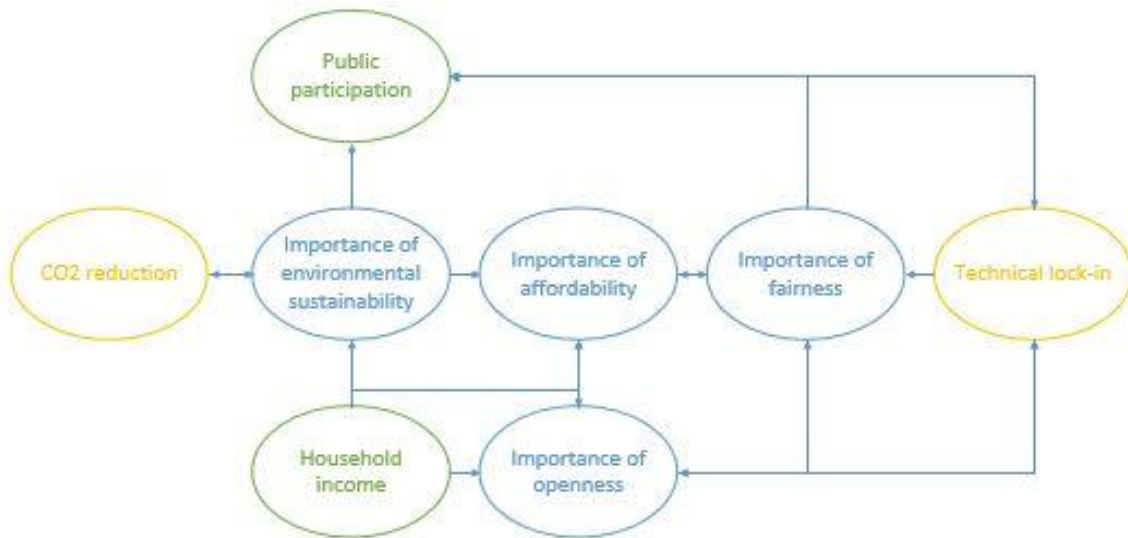 Public
participation
CO2 reduction
Importance of
environmental
sustainability
Importance of
affordability
Importance of
fairness
Technical lock-in
Household
income
Importance of
openness